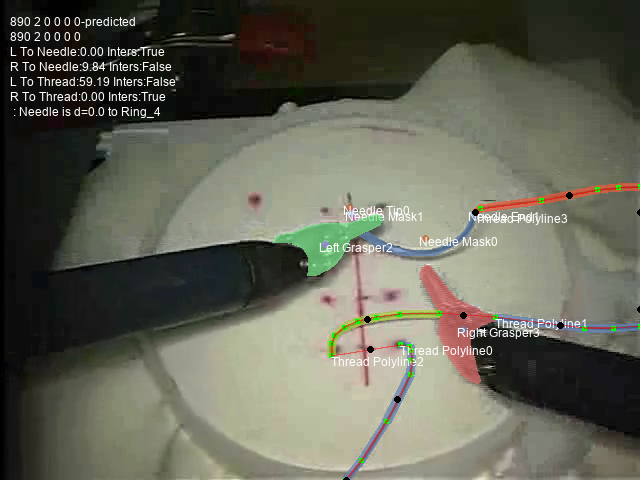 890 2 0 0 0 0-predicted
890 2 0 0 0 0
L To Needle:0.00 Inters:True
R To Needle:9.84 Inters:False
L To Thread:59.19 Inters:False
R To Thread:0.00 Inters:True
: Needle is d=0.0 to Ring_4
Needle Tip0
Needle Mask1
Needle End1
Thread Polyline3
Left Grasper2
Needle Mask0
Thread Polyline1
Right Grasper3
Thread Polyline0
Thread Polyline2